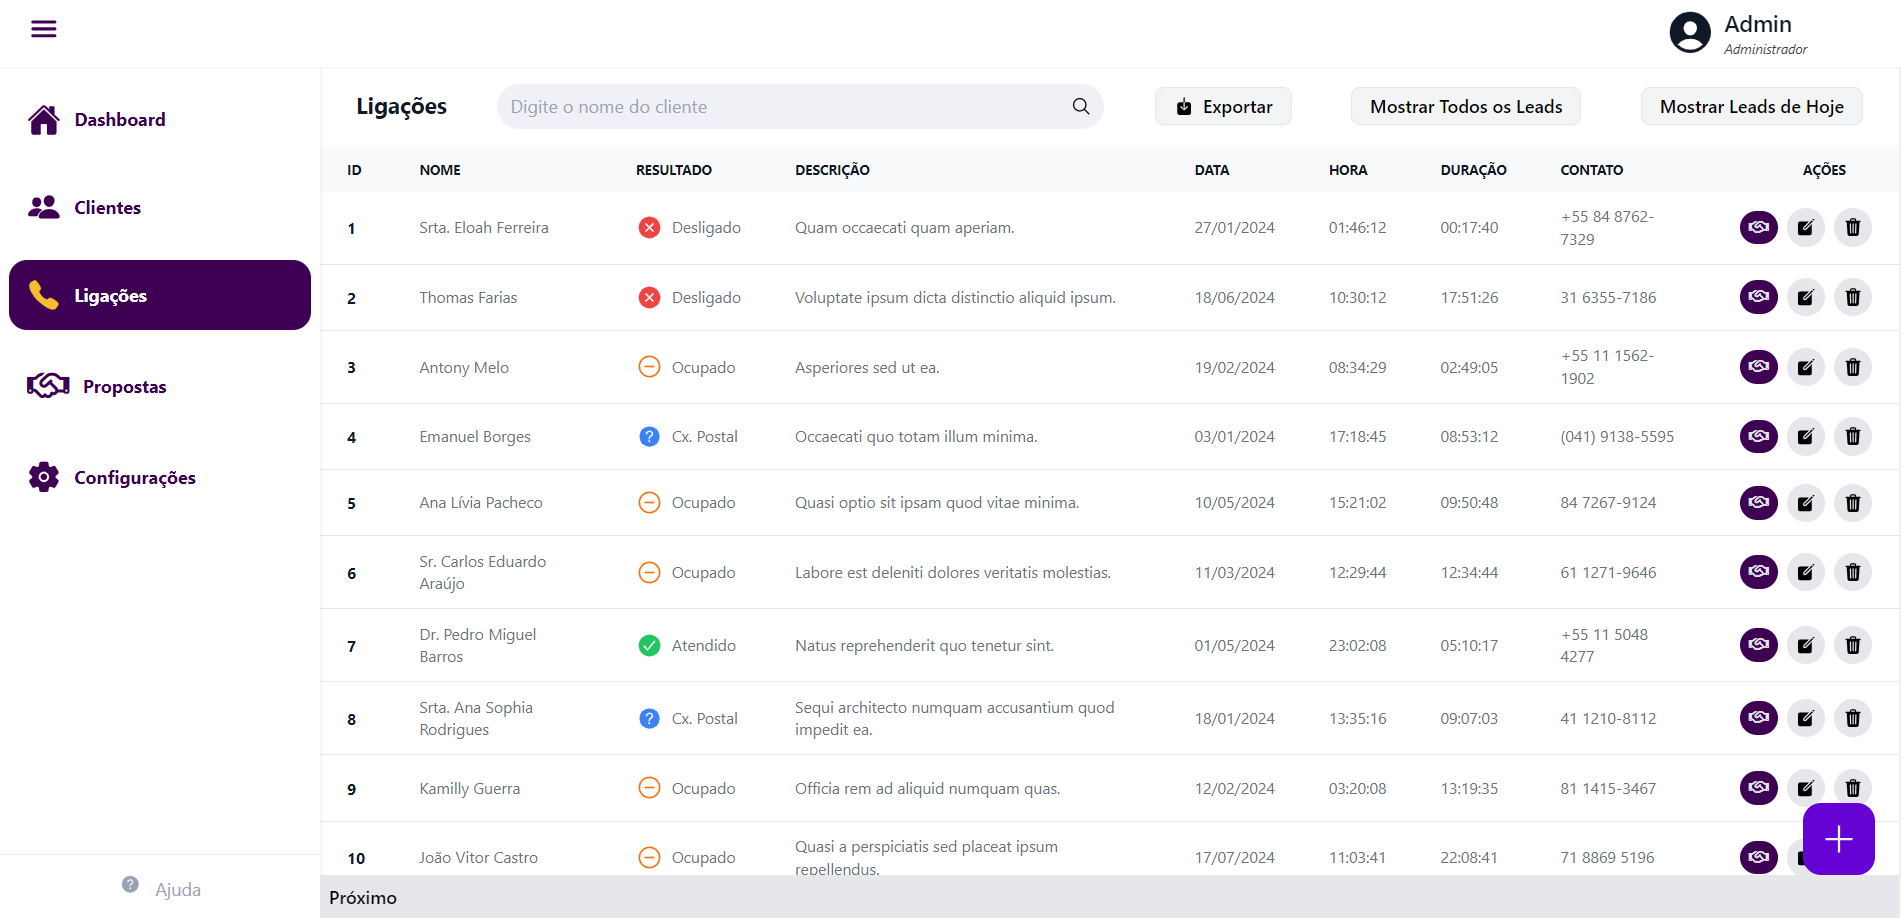 Admin
Administrador
Dashboard
Clientes
Ligações
Propostas
Configurações
Ajuda
Ligações
Digite o nome do cliente
Exportar
Mostrar Todos os Leads
Mostrar Leads de Hoje
ID NOME RESULTADO DESCRIÇÃO DATA HORA DURAÇÃO CONTATO AÇÕES
1 Srta. Eloah Ferreira Desligado Quam occaecati quam aperiam. 27/01/2024 01:46:12 00:17:40 +55 84 8762-
7329
2 Thomas Farias Desligado Voluptate ipsum dicta distinctio aliquid ipsum. 18/06/2024 10:30:12 17:51:26 31 6355-7186
3 Antony Melo Ocupado Asperiores sed ut ea. 19/02/2024 08:34:29 02:49:05 +55 11 1562-
1902
4 Emanuel Borges Cx. Postal Occaecati quo totam illum minima. 03/01/2024 17:18:45 08:53:12 (041) 9138-5595
5 Ana Lívia Pacheco Ocupado Quasi optio sit ipsam quod vitae minima. 10/05/2024 15:21:02 09:50:48 84 7267-9124
6 Sr. Carlos Eduardo
Araújo Ocupado Labore est deleniti dolores veritatis molestias. 11/03/2024 12:29:44 12:34:44 61 1271-9646
7 Dr. Pedro Miguel
Barros Atendido Natus reprehenderit quo tenetur sint. 01/05/2024 23:02:08 05:10:17 +55 11 5048
4277
8 Srta. Ana Sophia
Rodrigues Cx. Postal Sequi architecto numquam accusantium quod
impedit ea. 18/01/2024 13:35:16 09:07:03 41 1210-8112
9 Kamilly Guerra Ocupado Officia rem ad aliquid numquam quas. 12/02/2024 03:20:08 13:19:35 81 1415-3467
10 João Vitor Castro Ocupado Quasi a perspiciatis sed placeat ipsum
repellendus. 17/07/2024 11:03:41 22:08:41 71 8869 5196
Próximo